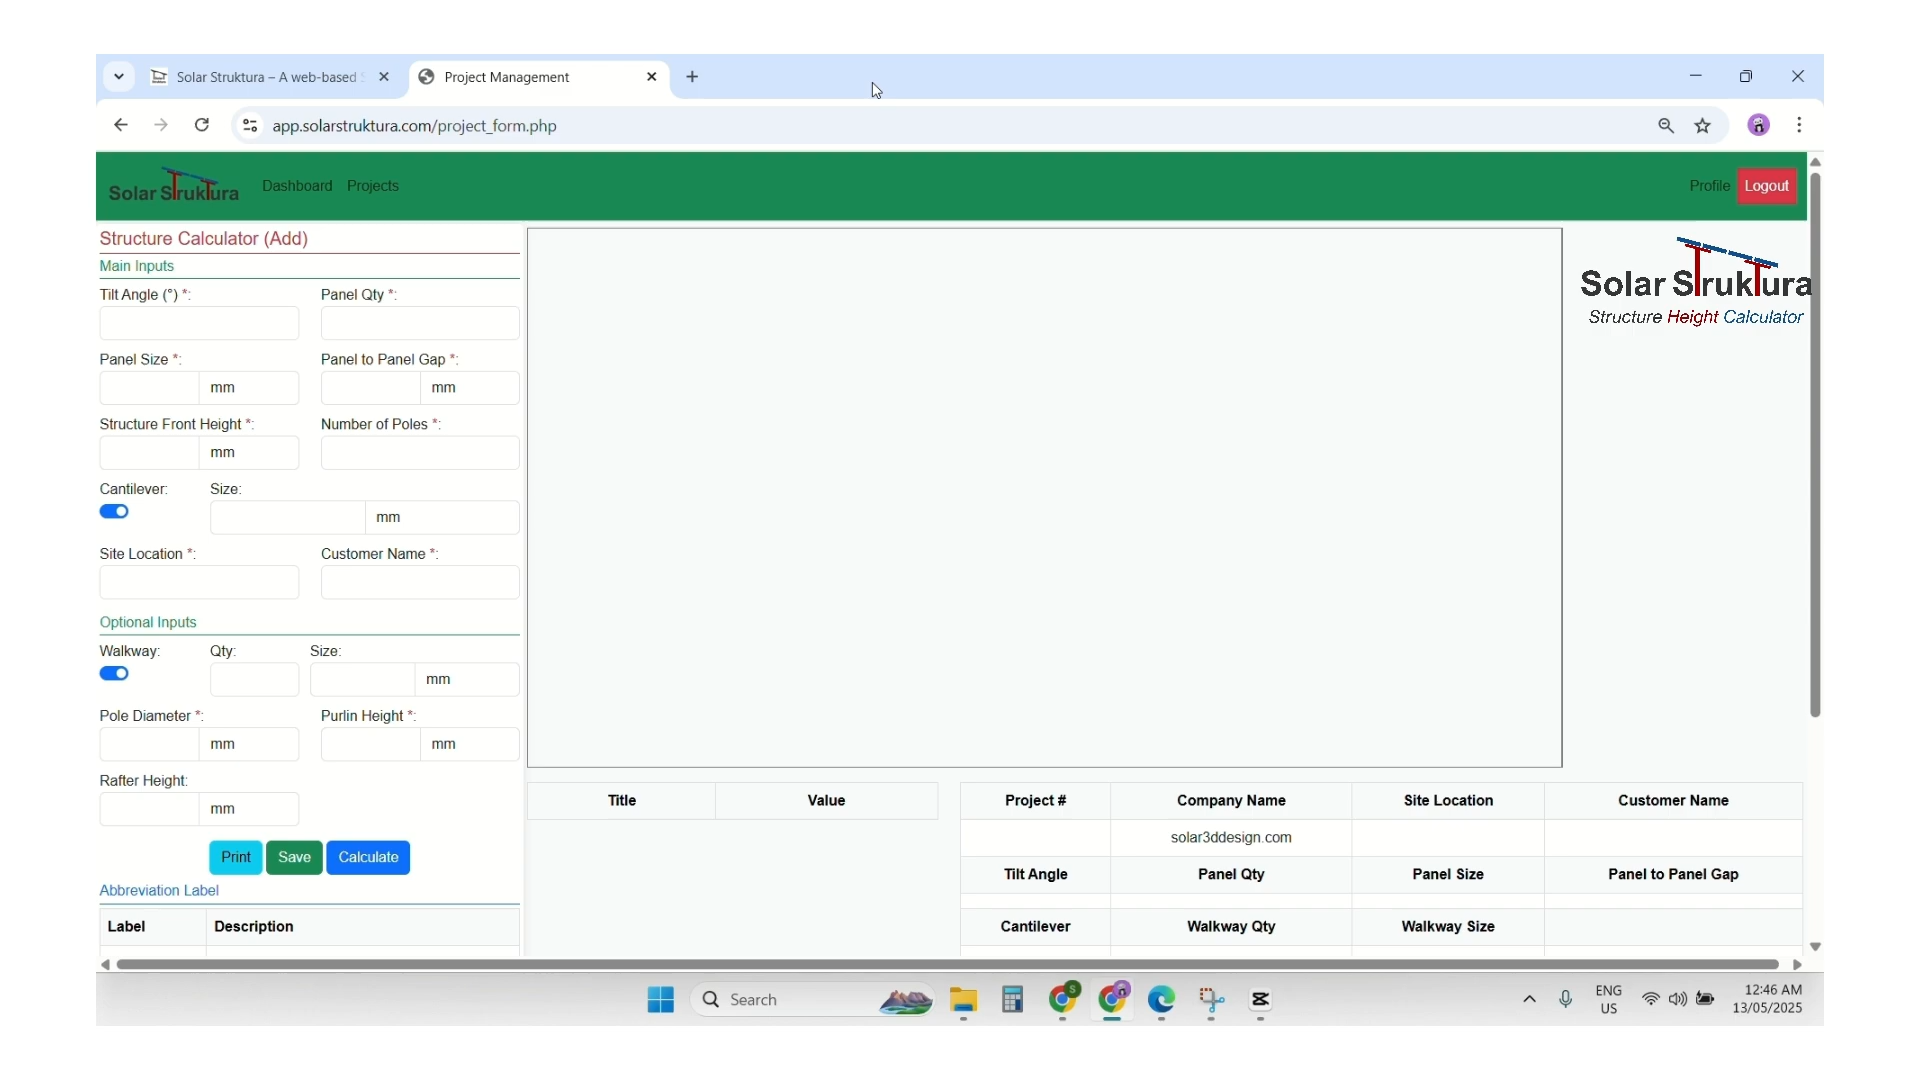 Solar Struktura – A web-based
Project Management
app.solarstruktura.com/project_form.php
Solar Struktura
Dashboard
Projects
Profile
Logout
Structure Calculator (Add)
Main Inputs
Tilt Angle (°) *:
Panel Qty *:
Panel Size *:
Panel to Panel Gap *:
mm
mm
Structure Front Height *:
Number of Poles *:
mm
Cantilever:
Size:
mm
Site Location *:
Customer Name *:
Optional Inputs
Walkway:
Qty:
Size:
mm
Pole Diameter *:
Purlin Height *:
mm
mm
Rafter Height:
mm
Print
Save
Calculate
Abbreviation Label
Label
Description
Solar Struktura
Structure Height Calculator
Title
Value
Project #
Company Name
Site Location
Customer Name
solar3ddesign.com
Tilt Angle
Panel Qty
Panel Size
Panel to Panel Gap
Cantilever
Walkway Qty
Walkway Size
Search
S
n
ENG
US
12:46 AM
13/05/2025